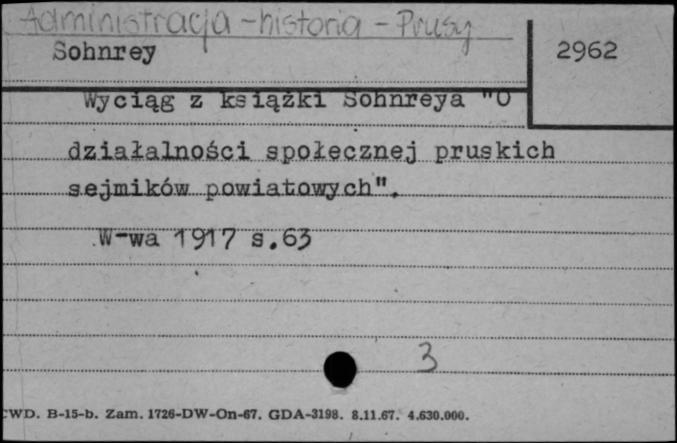 Administracja - historia - Prusy
Sohnrey
2962
Wyciąg z książki Sohnreya "O
działalności społecznej pruskich
sejmików powiatowych".
W-wa 1917 s.63
3
WD. B-15-b. Zam. 1726-DW-On-67. GDA-3198. 8.11.67. 4.630.000.